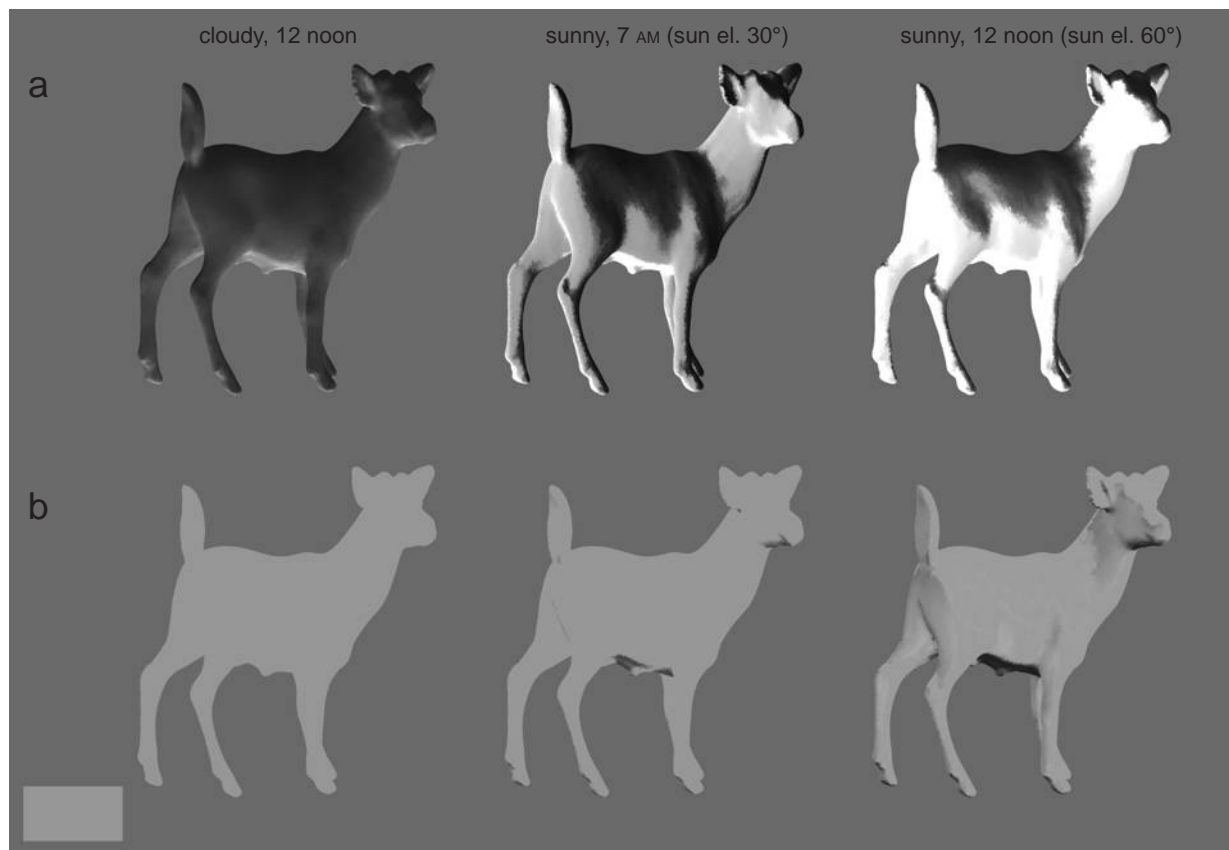 cloudy, 12 noon
sunny, 7 AM (sun el. 30°)
sunny, 12 noon (sun el. 60°)
a
b